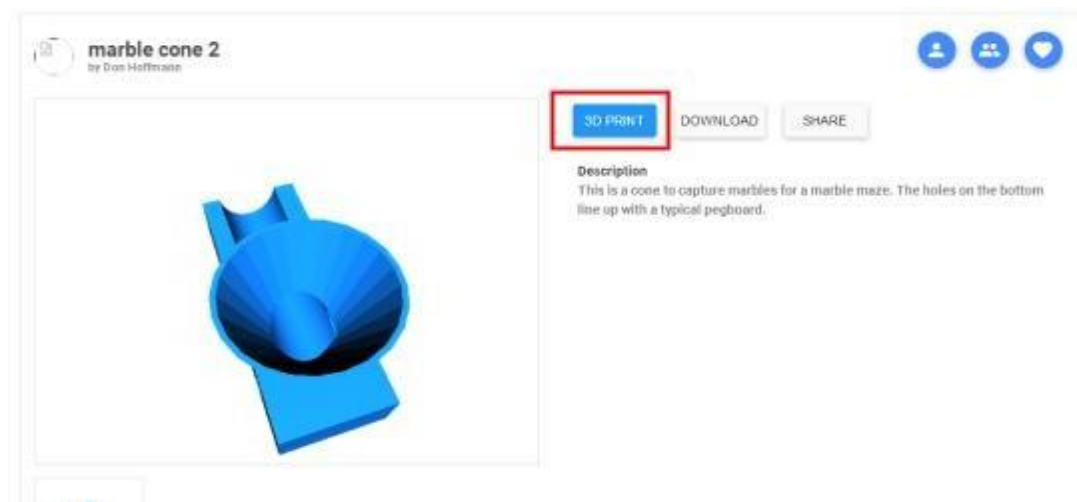 marble cone 2
by Don Hoffmann
3D PRINT
DOWNLOAD
SHARE
Description
This is a cone to capture marbles for a marble maze. The holes on the bottom
line up with a typical pegboard.